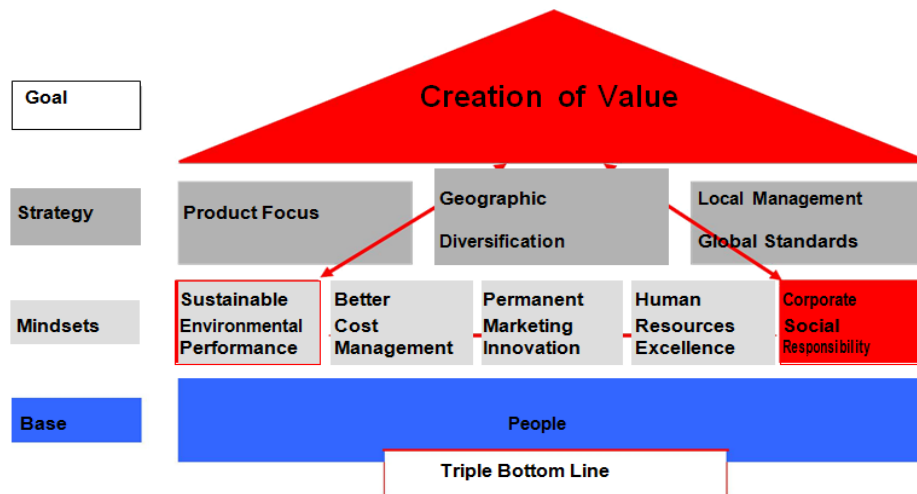 Creation of Value
Goal
Strategy
Product Focus
Geographic
Diversification
Local Management
Global Standards
Mindsets
Sustainable
Environmental
Performance
Better
Cost
Management
Permanent
Marketing
Innovation
Human
Resources
Excellence
Corporate
Social
Responsibility
Base
People
Triple Bottom Line